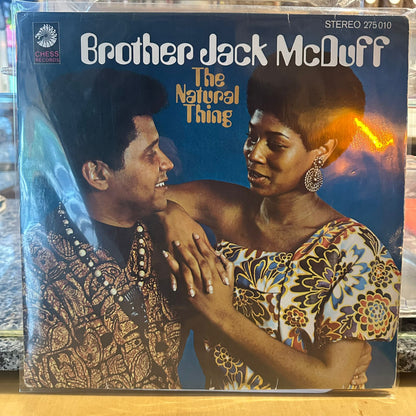 CHESS
RECORDS
STEREO 275 010
Brother Jack McDuff
The
Natural
Thing